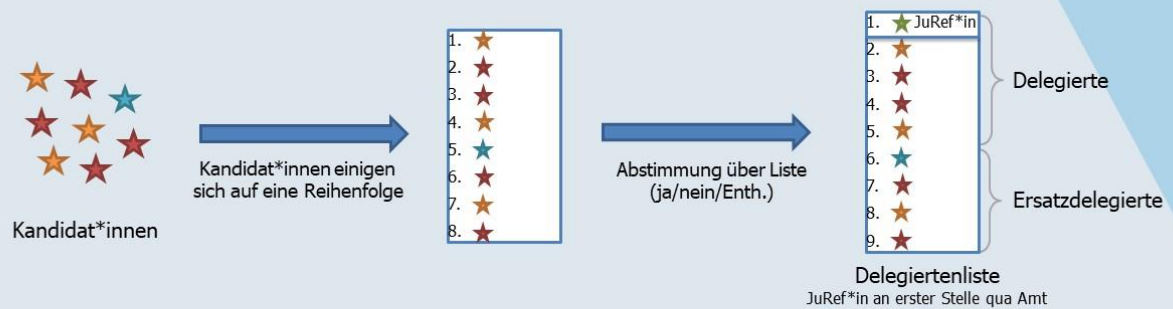 Kandidat*innen
Kandidat*innen einigen
sich auf eine Reihenfolge
1.
2.
3.
4.
5.
6.
7.
8.
Abstimmung über Liste
(ja/nein/Enth.)
1. JuRef*in
2.
3.
4.
5.
6.
7.
8.
9.
Delegierte
Ersatzdelegierte
Delegiertenliste
JuRef*in an erster Stelle qua Amt